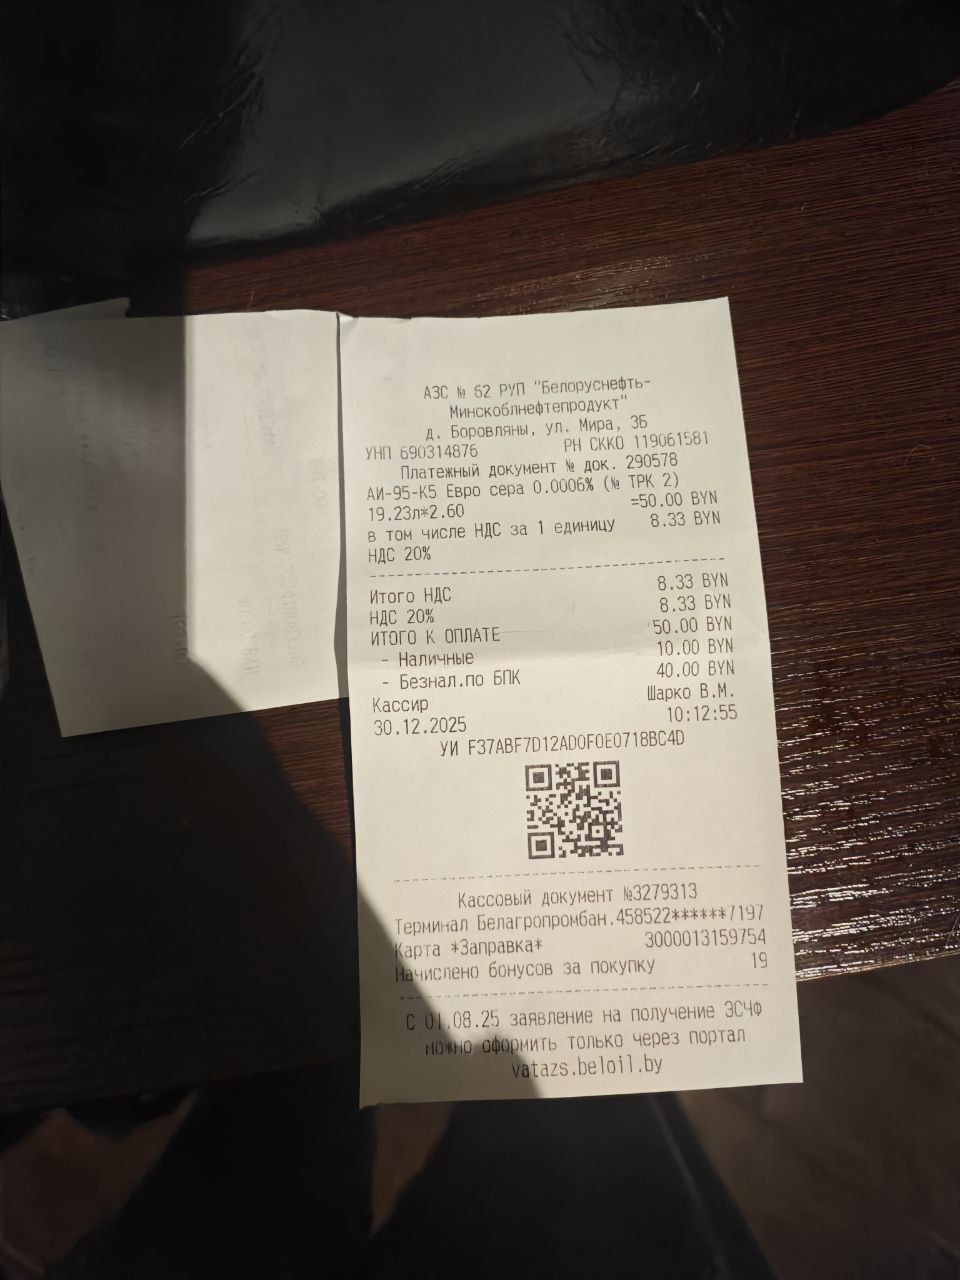 АЗС № 62 РУП "Белоруснефть-
Минскоблнефтепродукт"
д. Боровляны, ул. Мира, 3Б
УНП 690314876 РН СККО 119061581
Платежный документ № док. 290578
АИ-95-К5 Евро сера 0.0006% (№ ТРК 2)
19.23л*2.60 =50.00 BYN
в том числе НДС за 1 единицу 8.33 BYN
НДС 20%
Итого НДС 8.33 BYN
НДС 20% 8.33 BYN
ИТОГО К ОПЛАТЕ 50.00 BYN
- Наличные 10.00 BYN
- Безнал.по БПК 40.00 BYN
Кассир Шарко В.М.
30.12.2025 10:12:55
УИ F37ABF7D12AD0F0E0718BC4D
Кассовый документ №3279313
Терминал Белагропромбан.458522******7197
Карта *Заправка* 3000013159754
Начислено бонусов за покупку 19
С 01.08.25 заявление на получение ЭСЧФ
можно оформить только через портал
vatazs.beloil.by